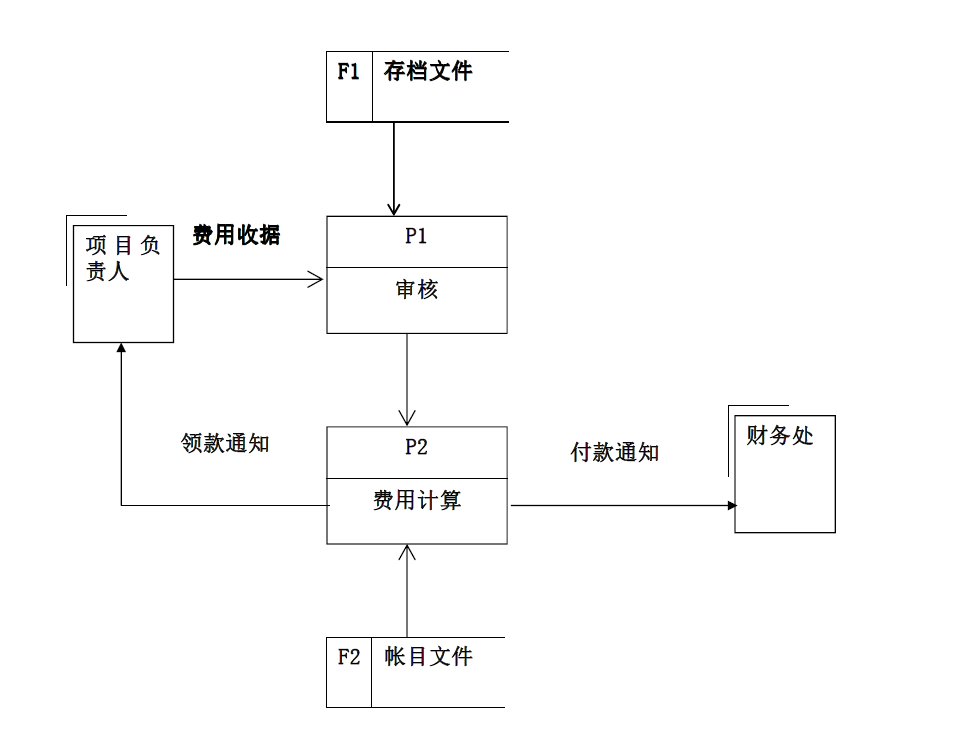 F1 存档文件
费用收据
项目负
责人
P1
审核
领款通知
P2
费用计算
付款通知
财务处
F2 帐目文件